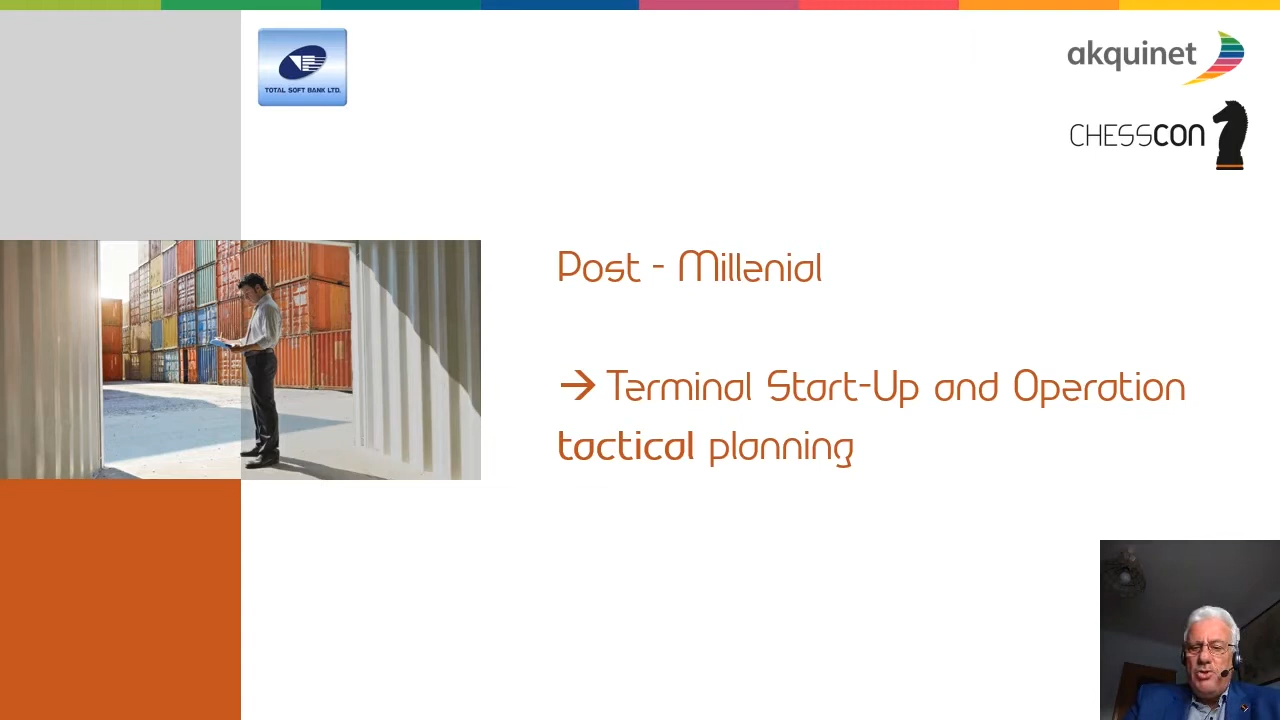 TOTAL SOFT BANK LTD.
akquinet
CHESSCON
Post - Millenial
→ Terminal Start-Up and Operation
tactical planning